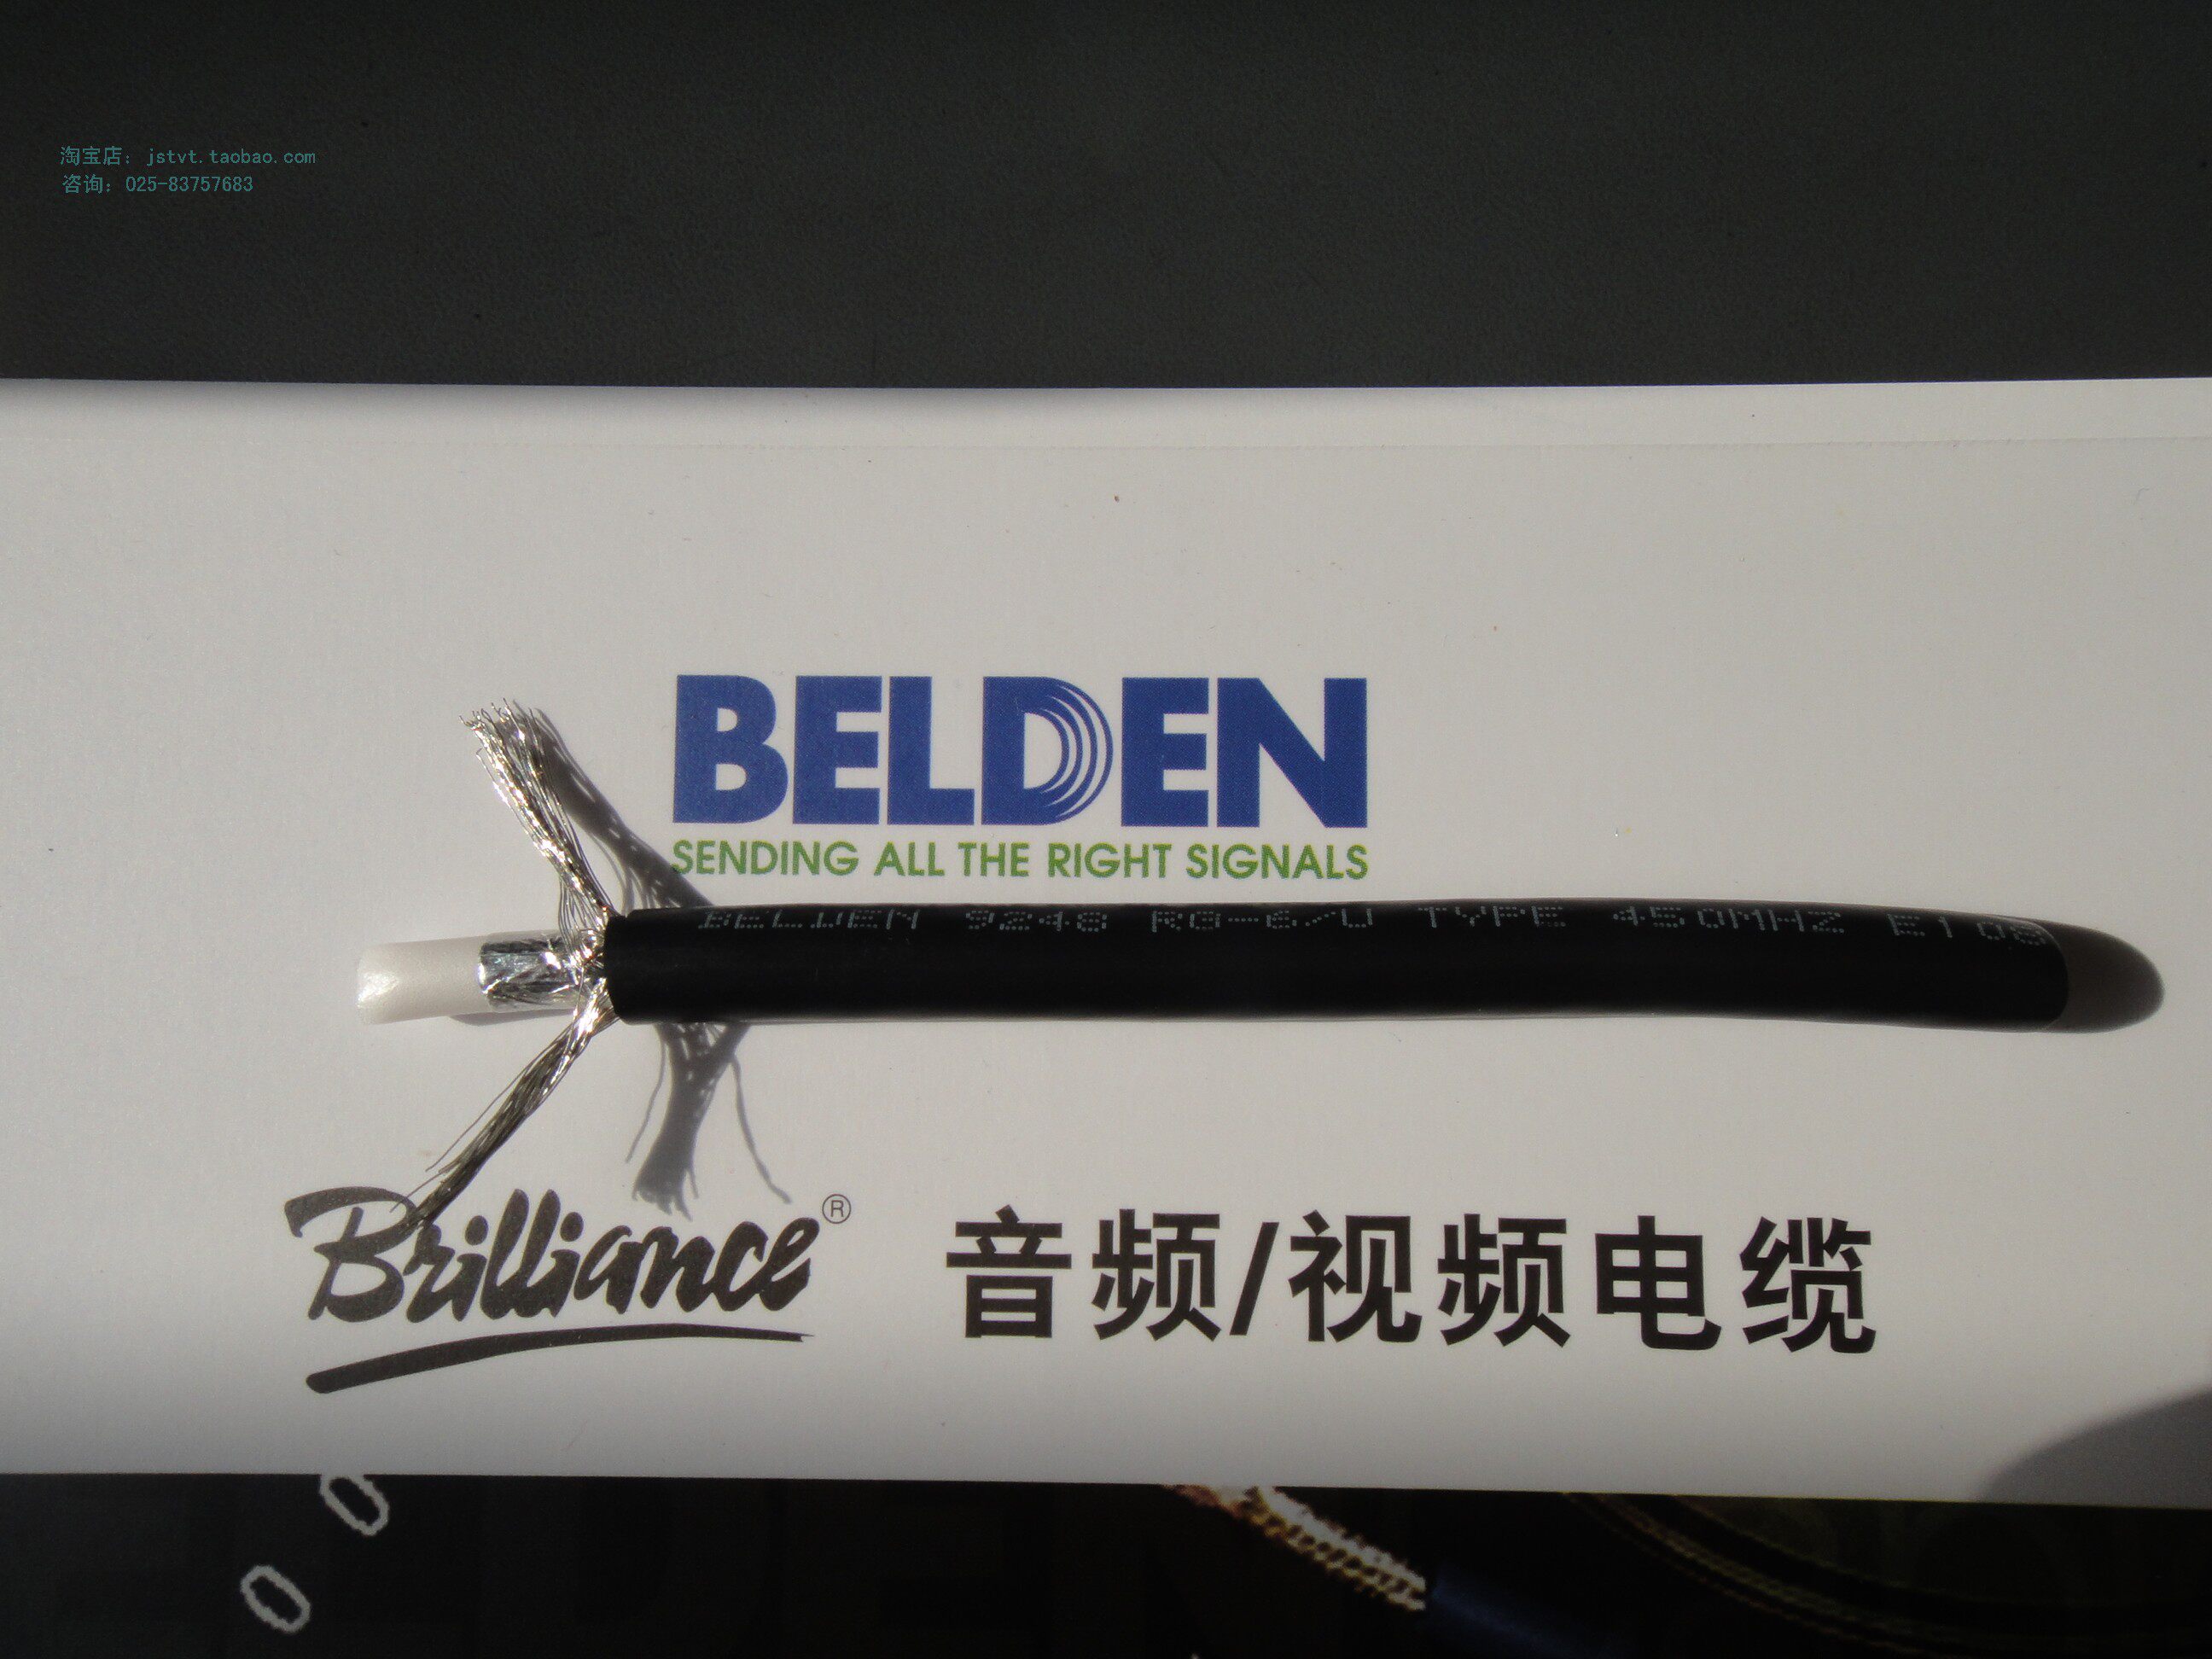 淘宝店: jstvt.taobao.com
咨询: 025-83757683
BELDEN
SENDING ALL THE RIGHT SIGNALS
BELDEN 9248 RG-6/U TYPE 450MHZ E108
Brilliance® 音频/视频电缆